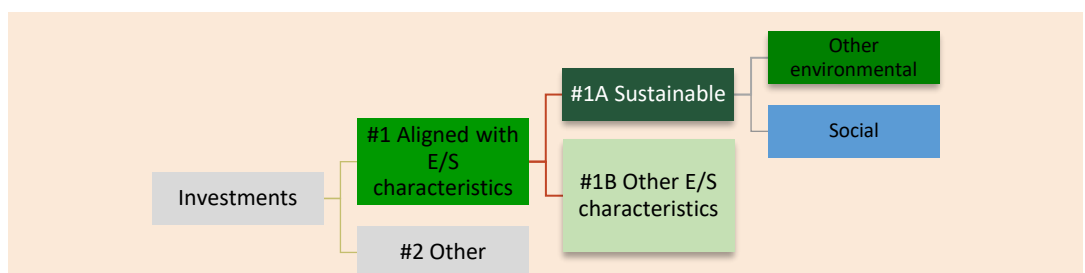 Investments
#1 Aligned with
E/S
characteristics
#2 Other
#1A Sustainable
#1B Other E/S
characteristics
Other
environmental
Social